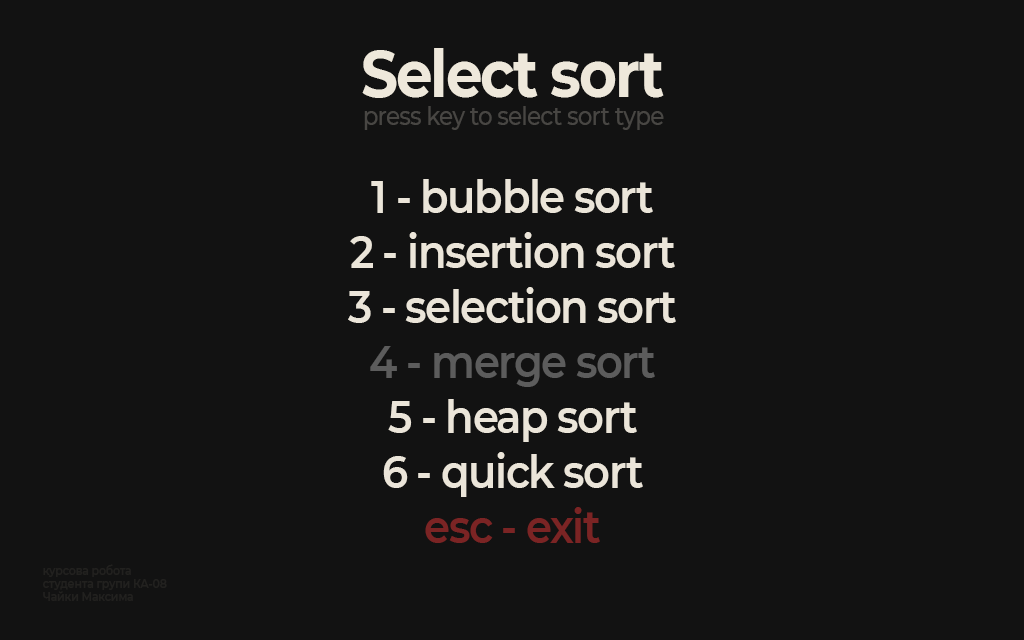 Select sort
press key to select sort type
1 - bubble sort
2 - insertion sort
3 - selection sort
4 - merge sort
5 - heap sort
6 - quick sort
esc - exit
курсова робота
студента групи КА-08
Чайки Максима